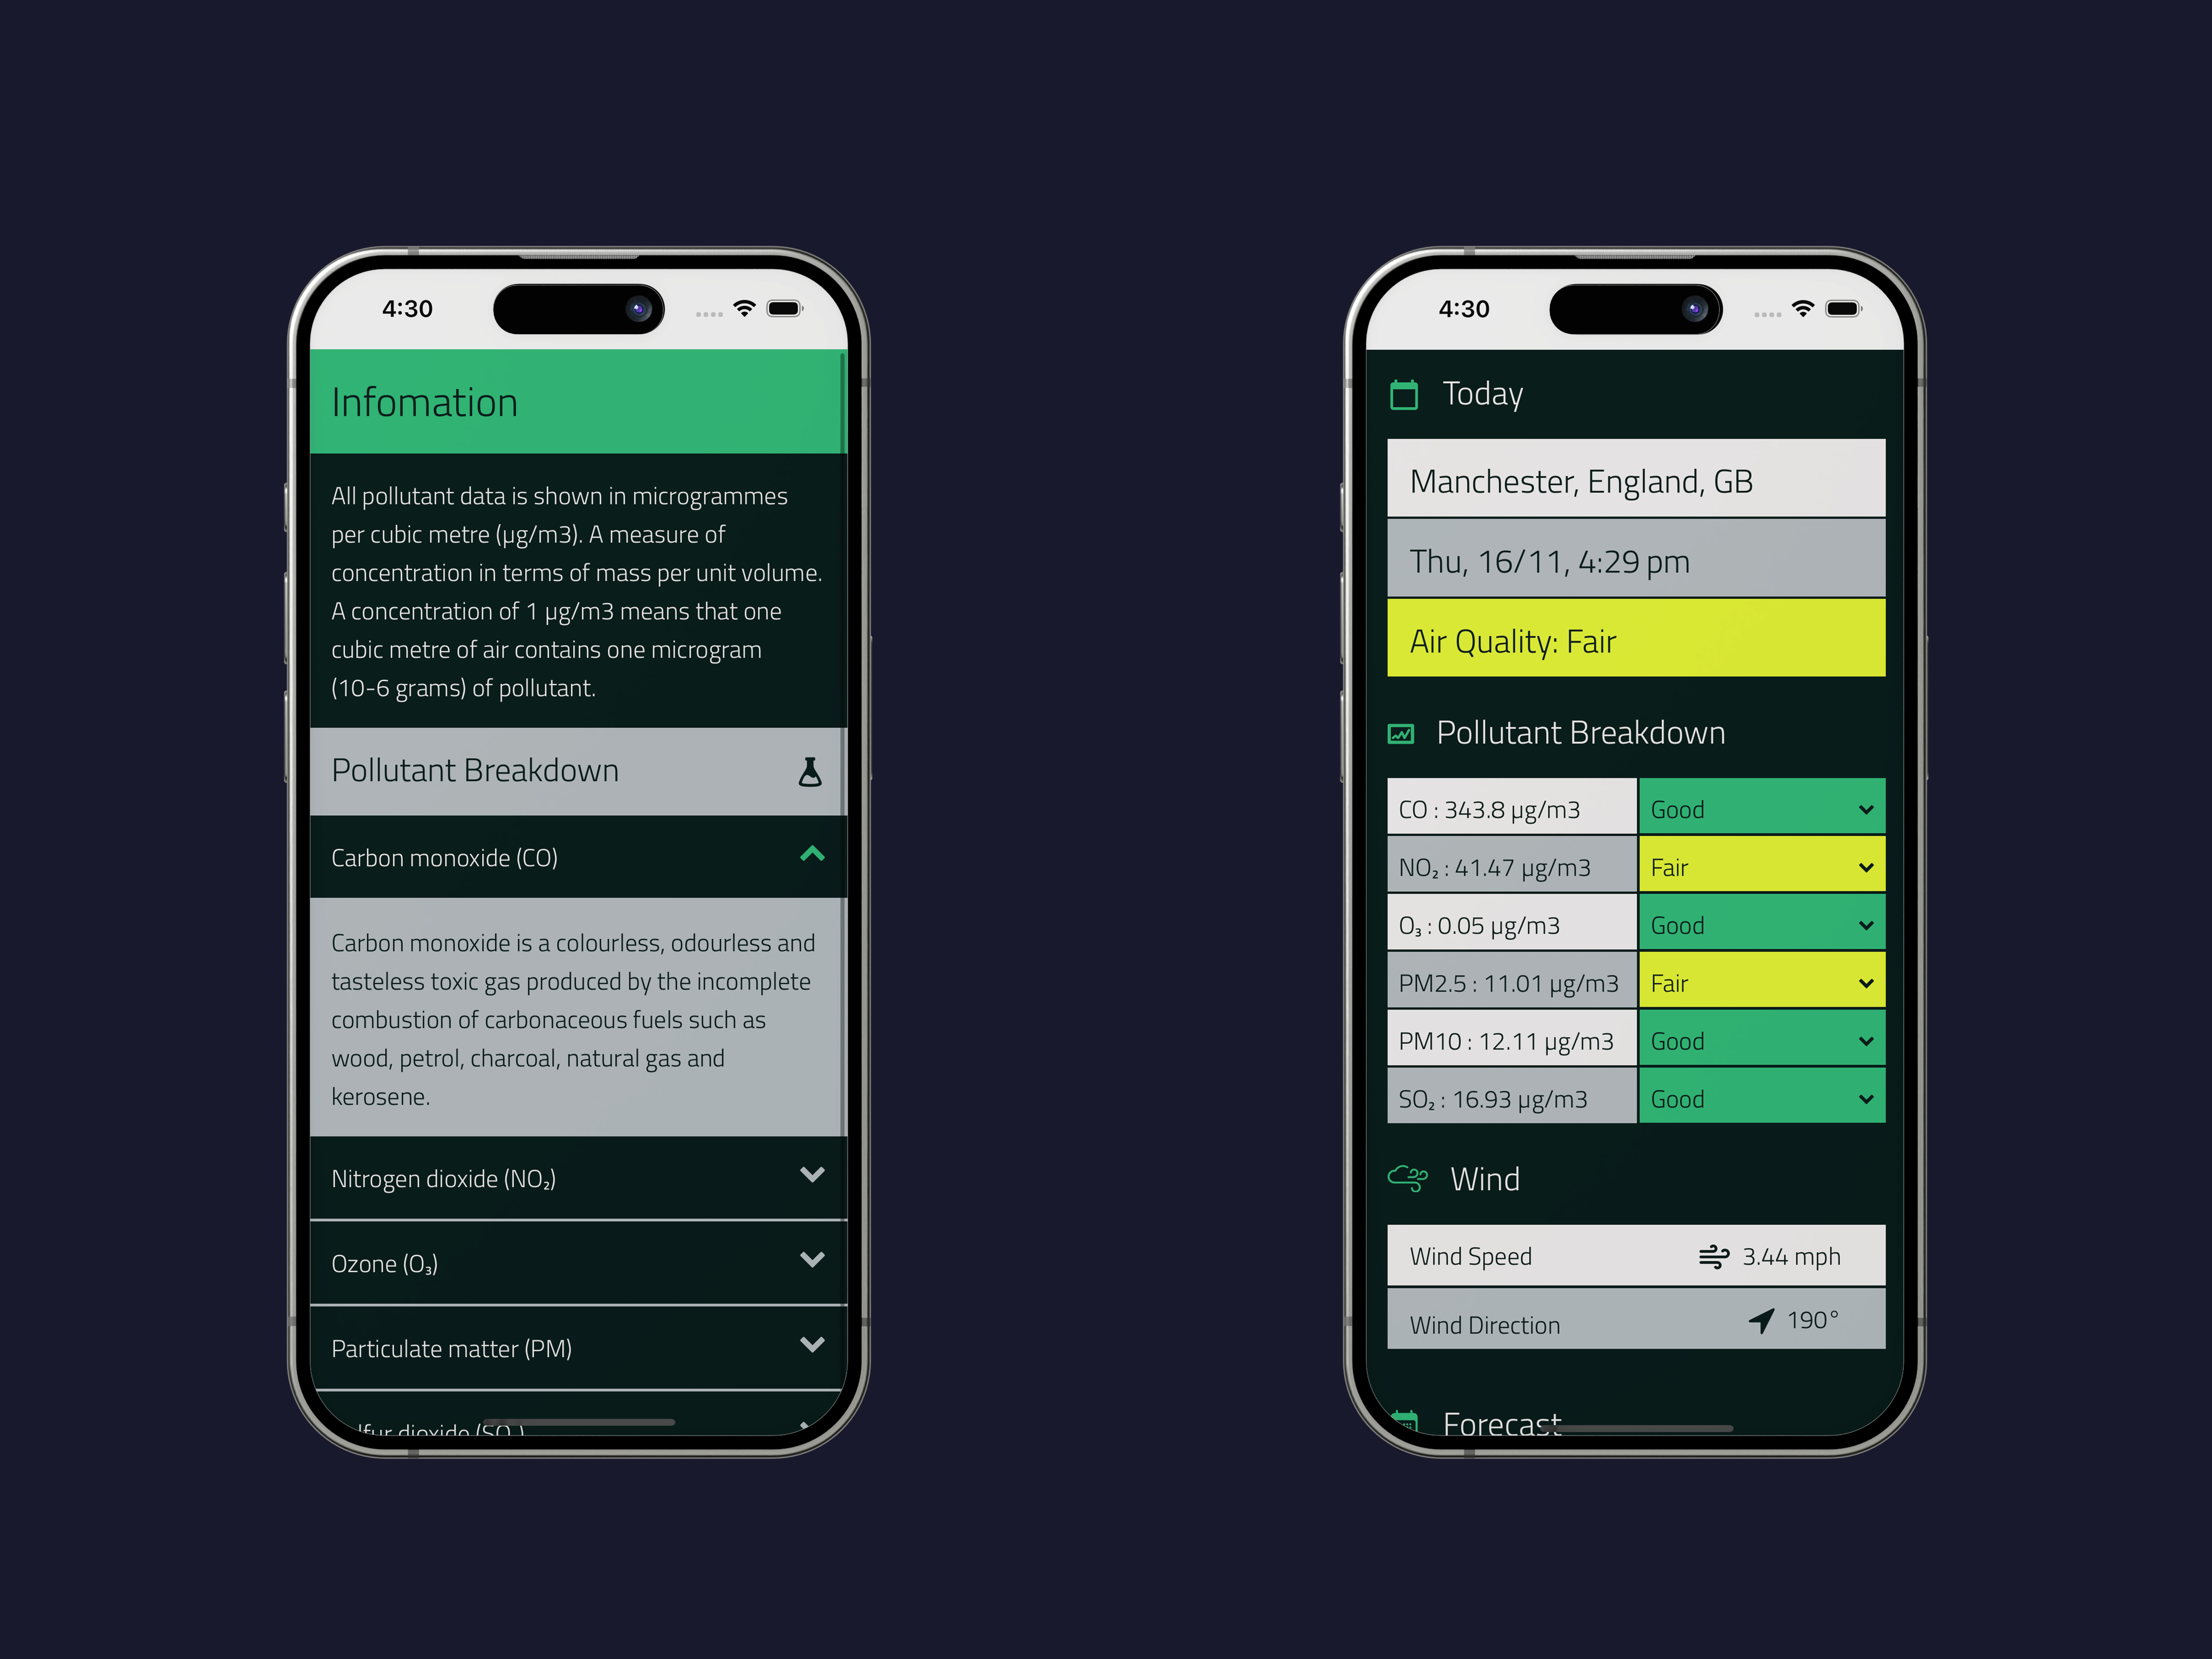 4:30
Infomation
All pollutant data is shown in microgrammes
per cubic metre (µg/m3). A measure of
concentration in terms of mass per unit volume.
A concentration of 1 µg/m3 means that one
cubic metre of air contains one microgram
(10-6 grams) of pollutant.
Pollutant Breakdown
Carbon monoxide (CO)
Carbon monoxide is a colourless, odourless and
tasteless toxic gas produced by the incomplete
combustion of carbonaceous fuels such as
wood, petrol, charcoal, natural gas and
kerosene.
Nitrogen dioxide (NO₂)
Ozone (O₃)
Particulate matter (PM)
lfur dioxide (SO₂)
4:30
Today
Manchester, England, GB
Thu, 16/11, 4:29 pm
Air Quality: Fair
Pollutant Breakdown
CO : 343.8 µg/m3 Good
NO₂ : 41.47 µg/m3 Fair
O₃ : 0.05 µg/m3 Good
PM2.5 : 11.01 µg/m3 Fair
PM10 : 12.11 µg/m3 Good
SO₂ : 16.93 µg/m3 Good
Wind
Wind Speed 3.44 mph
Wind Direction 190°
Forecast